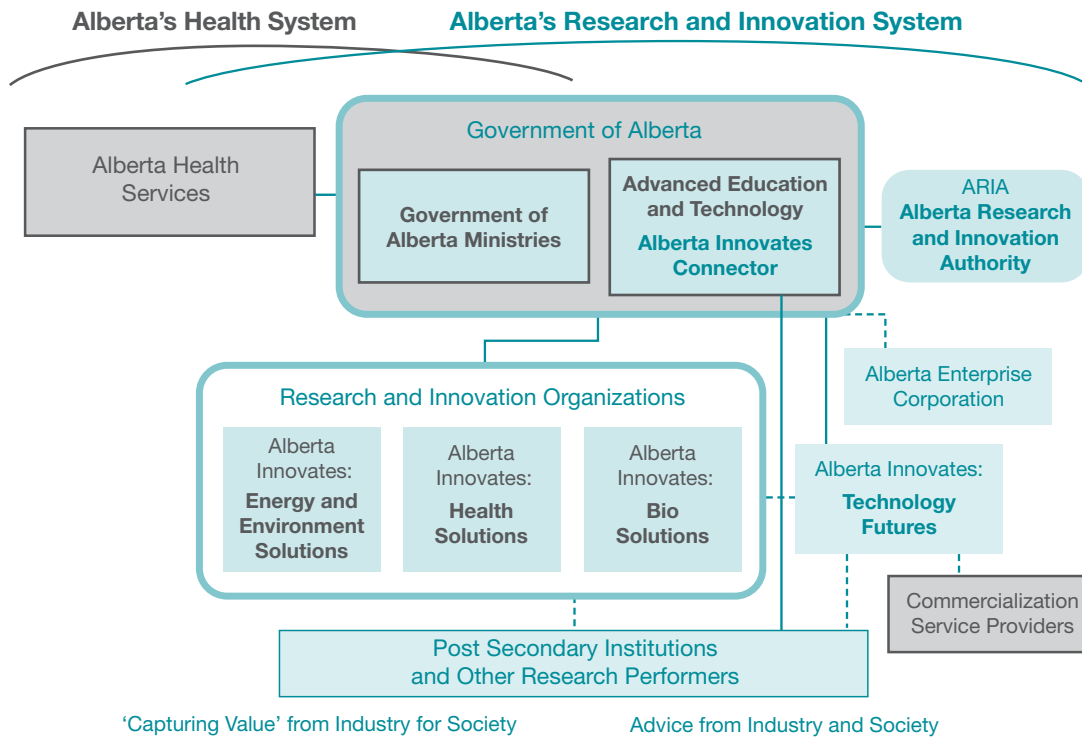 Alberta’s Health System
Alberta’s Research and Innovation System
Government of Alberta
Alberta Health
Services
Government of
Alberta Ministries
Advanced Education
and Technology
Alberta Innovates
Connector
ARIA
Alberta Research
and Innovation
Authority
Alberta Enterprise
Corporation
Research and Innovation Organizations
Alberta
Innovates:
Energy and
Environment
Solutions
Alberta
Innovates:
Health
Solutions
Alberta
Innovates:
Bio
Solutions
Alberta Innovates:
Technology
Futures
Commercialization
Service Providers
Post Secondary Institutions
and Other Research Performers
‘Capturing Value’ from Industry for Society
Advice from Industry and Society